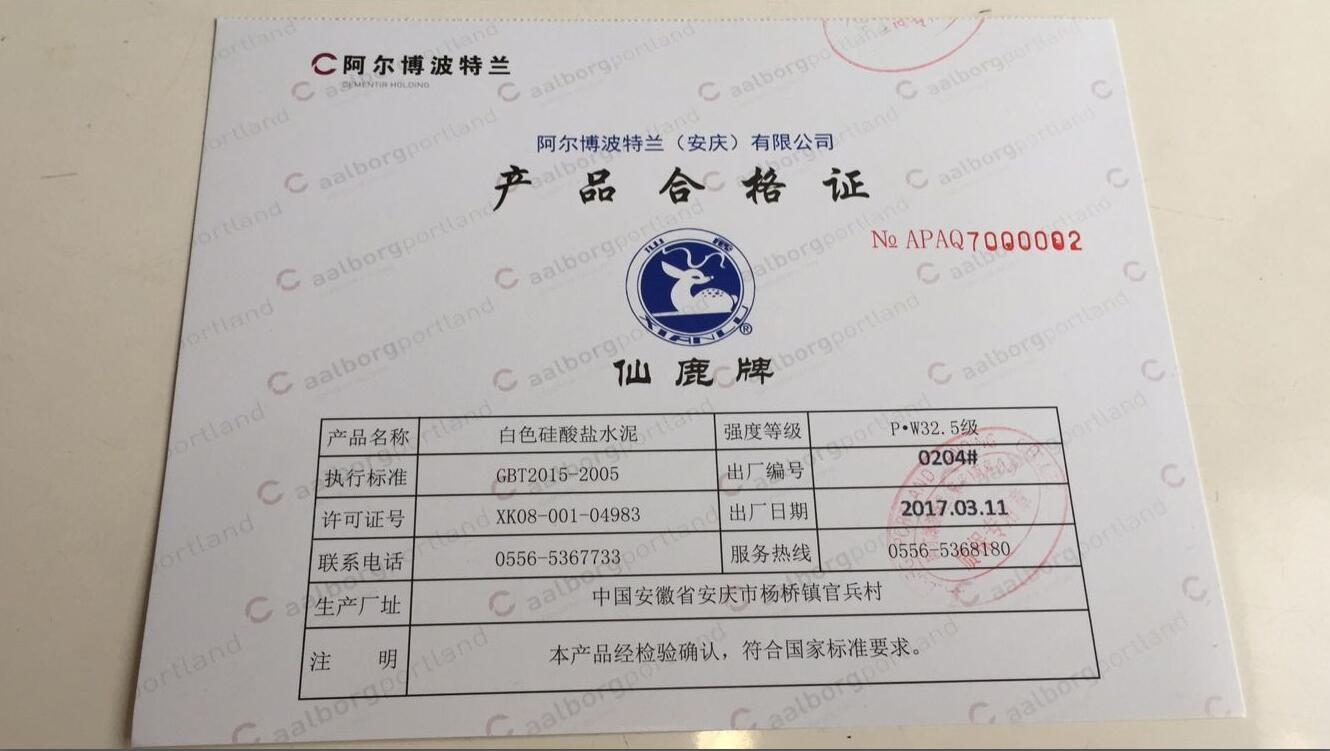 阿尔博波特兰
CEMENTIR HOLDING
阿尔博波特兰（安庆）有限公司
产品合格证
№ APAQ7000002
仙鹿
XIANLU®
仙鹿牌
产品名称 白色硅酸盐水泥 强度等级 P•W32.5级
执行标准 GBT2015-2005 出厂编号 0204#
许可证号 XK08-001-04983 出厂日期 2017.03.11
联系电话 0556-5367733 服务热线 0556-5368180
生产厂址 中国安徽省安庆市杨桥镇官兵村
注 明 本产品经检验确认，符合国家标准要求。
aalborgportland